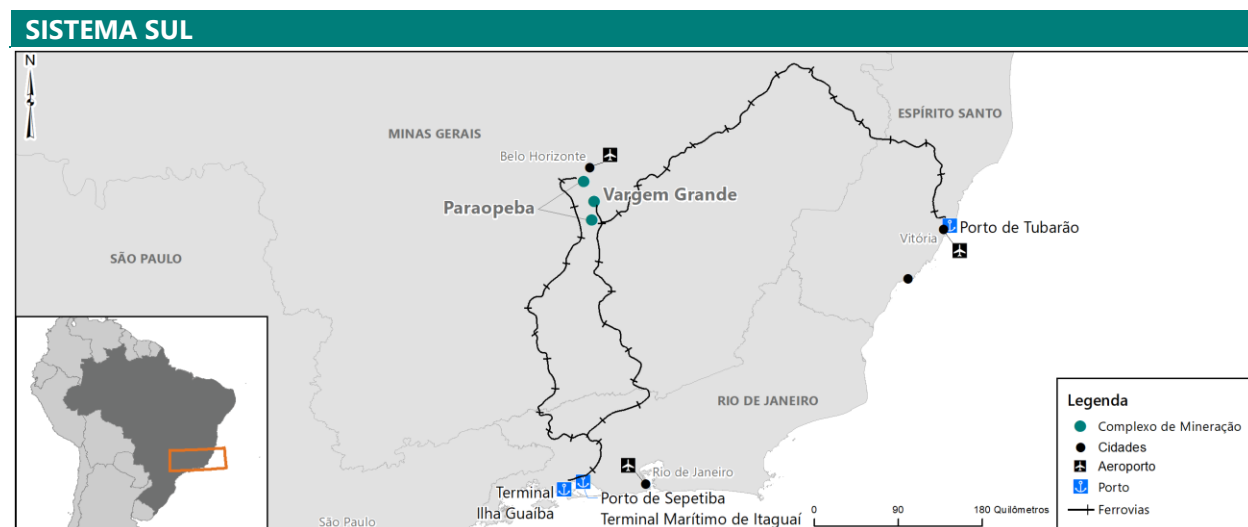 SISTEMA SUL
N
ESPÍRITO SANTO
MINAS GERAIS
Belo Horizonte
Vargem Grande
Paraopeba
Porto de Tubarão
Vitória
SÃO PAULO
RIO DE JANEIRO
Legenda
Complexo de Mineração
Cidades
Aeroporto
Porto
Ferrovias
Rio de Janeiro
Terminal
Ilha Guaíba
Porto de Sepetiba
Terminal Marítimo de Itaguaí
São Paulo
0 90 180 Quilômetros